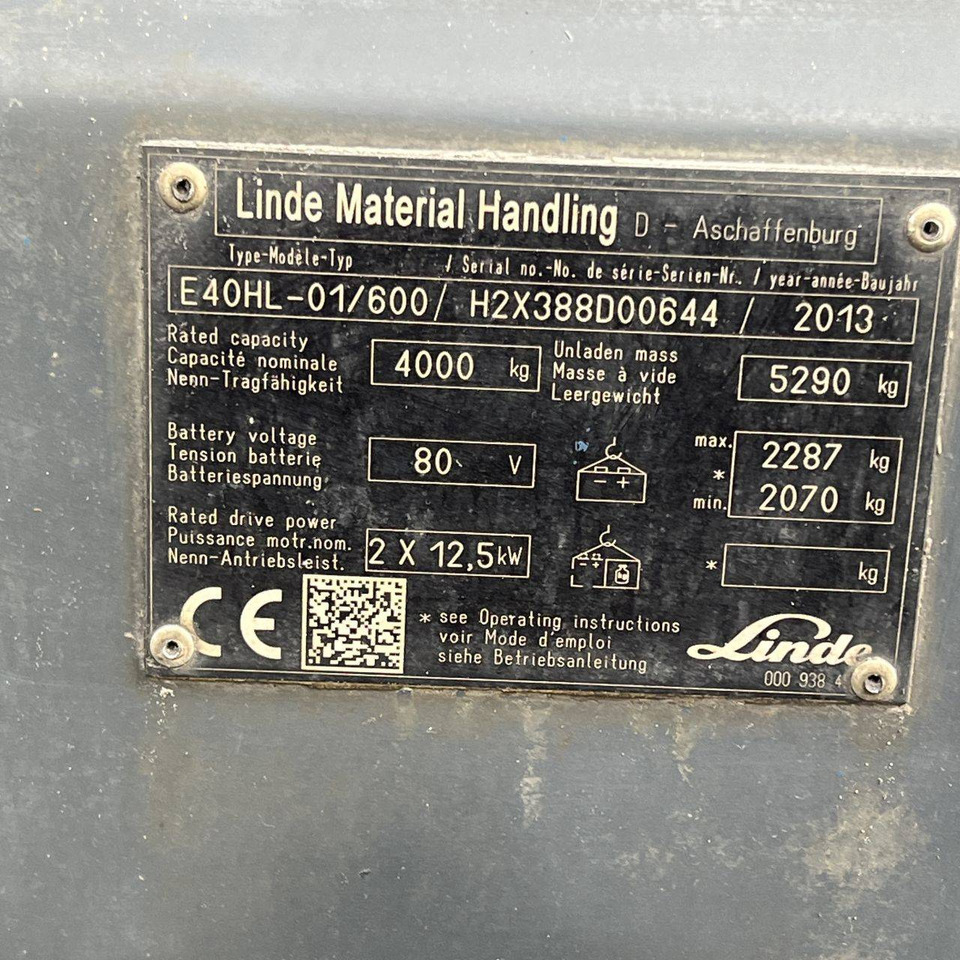 Linde Material Handling D - Aschaffenburg
Type-Modèle-Typ / Serial no.-No. de série-Serien-Nr. / year-année-Baujahr
E40HL-01/600/ H2X388D00644 / 2013
Rated capacity
Capacité nominale
Nenn-Tragfähigkeit
4000 kg
Unladen mass
Masse à vide
Leergewicht
5290 kg
Battery voltage
Tension batterie
Batteriespannung
80 V
- +
max. 2287 kg
*
min. 2070 kg
Rated drive power
Puissance motr.nom.
Nenn-Antriebsleist.
2 X 12,5 kW
* kg
CE
* see Operating instructions
voir Mode d'emploi
siehe Betriebsanleitung
Linde
000 938 4